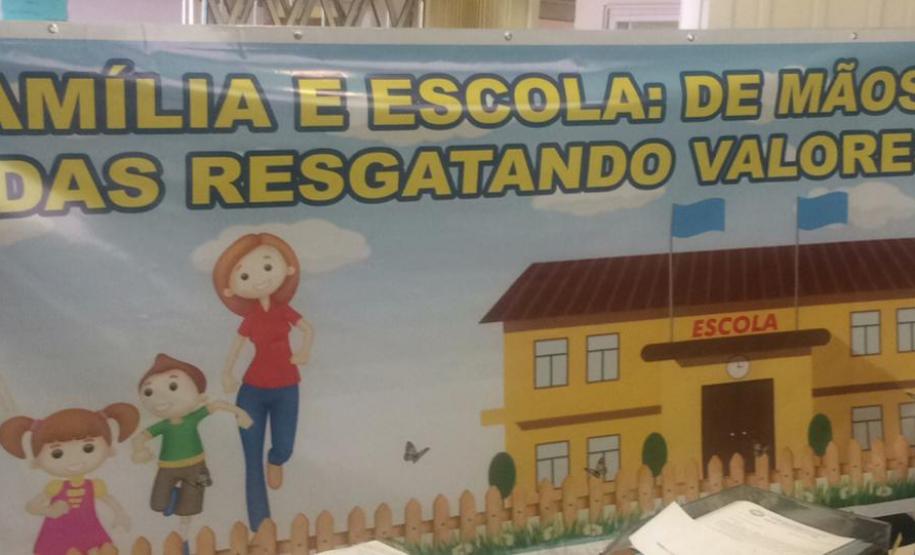 AMÍLIA E ESCOLA: DE MÃOS
DAS RESGATANDO VALORE
ESCOLA